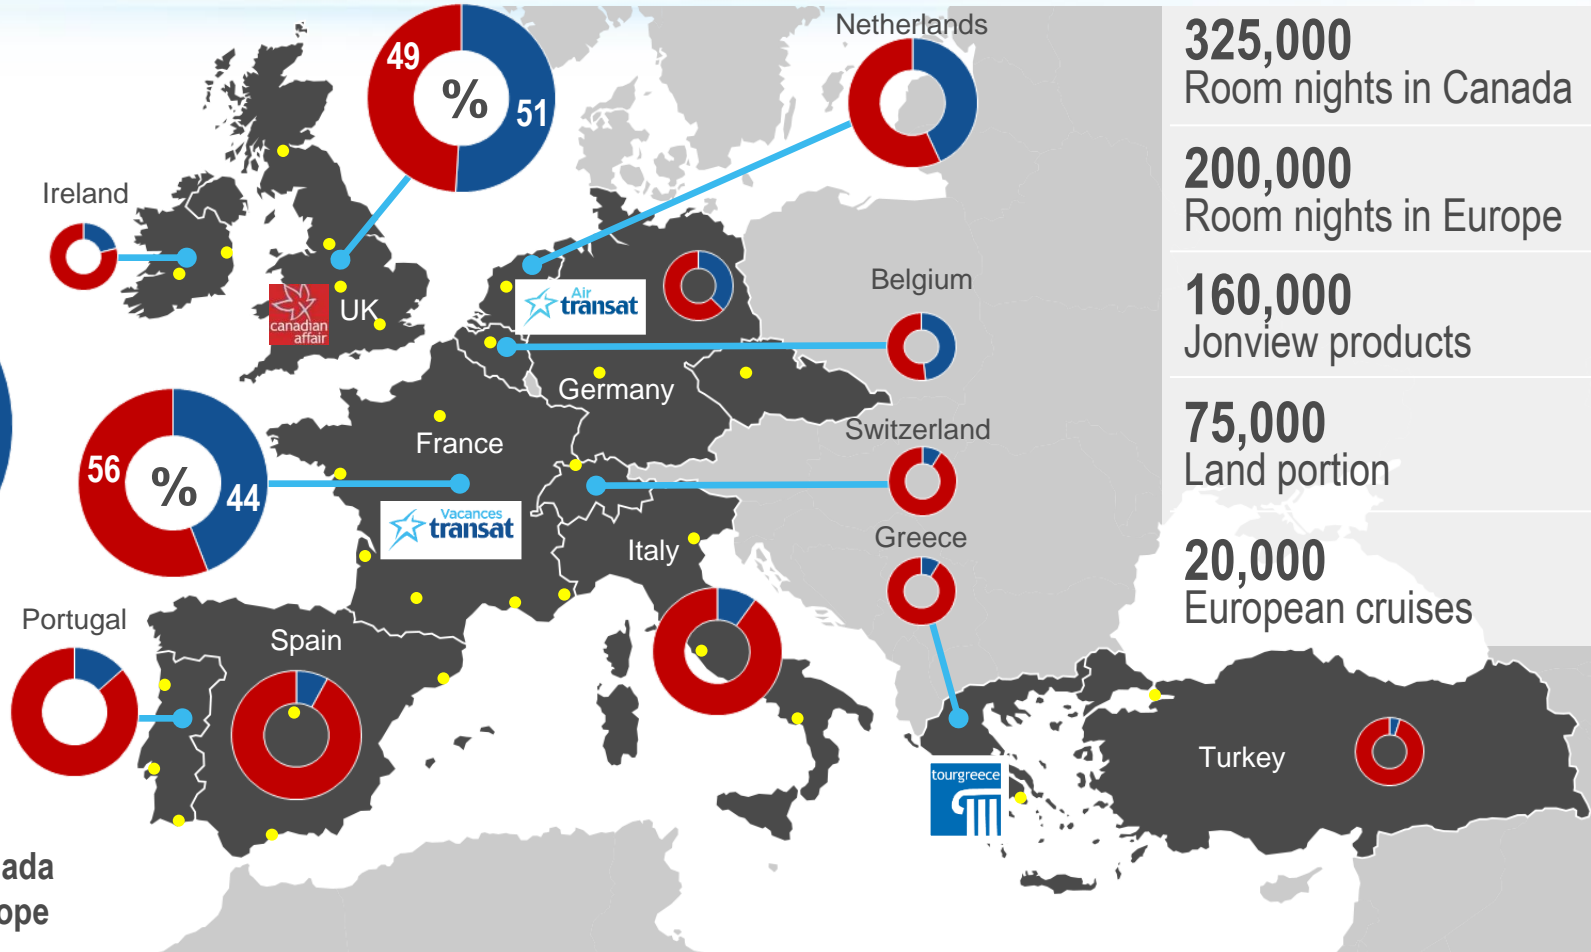 49
%
51
Netherlands
325,000
Room nights in Canada
Ireland
200,000
Room nights in Europe
canadian
affair
UK
Air
transat
Belgium
160,000
Jonview products
Germany
France
Switzerland
75,000
Land portion
56
%
44
Vacances
transat
Italy
Greece
20,000
European cruises
Portugal
Spain
tourgreece
Turkey